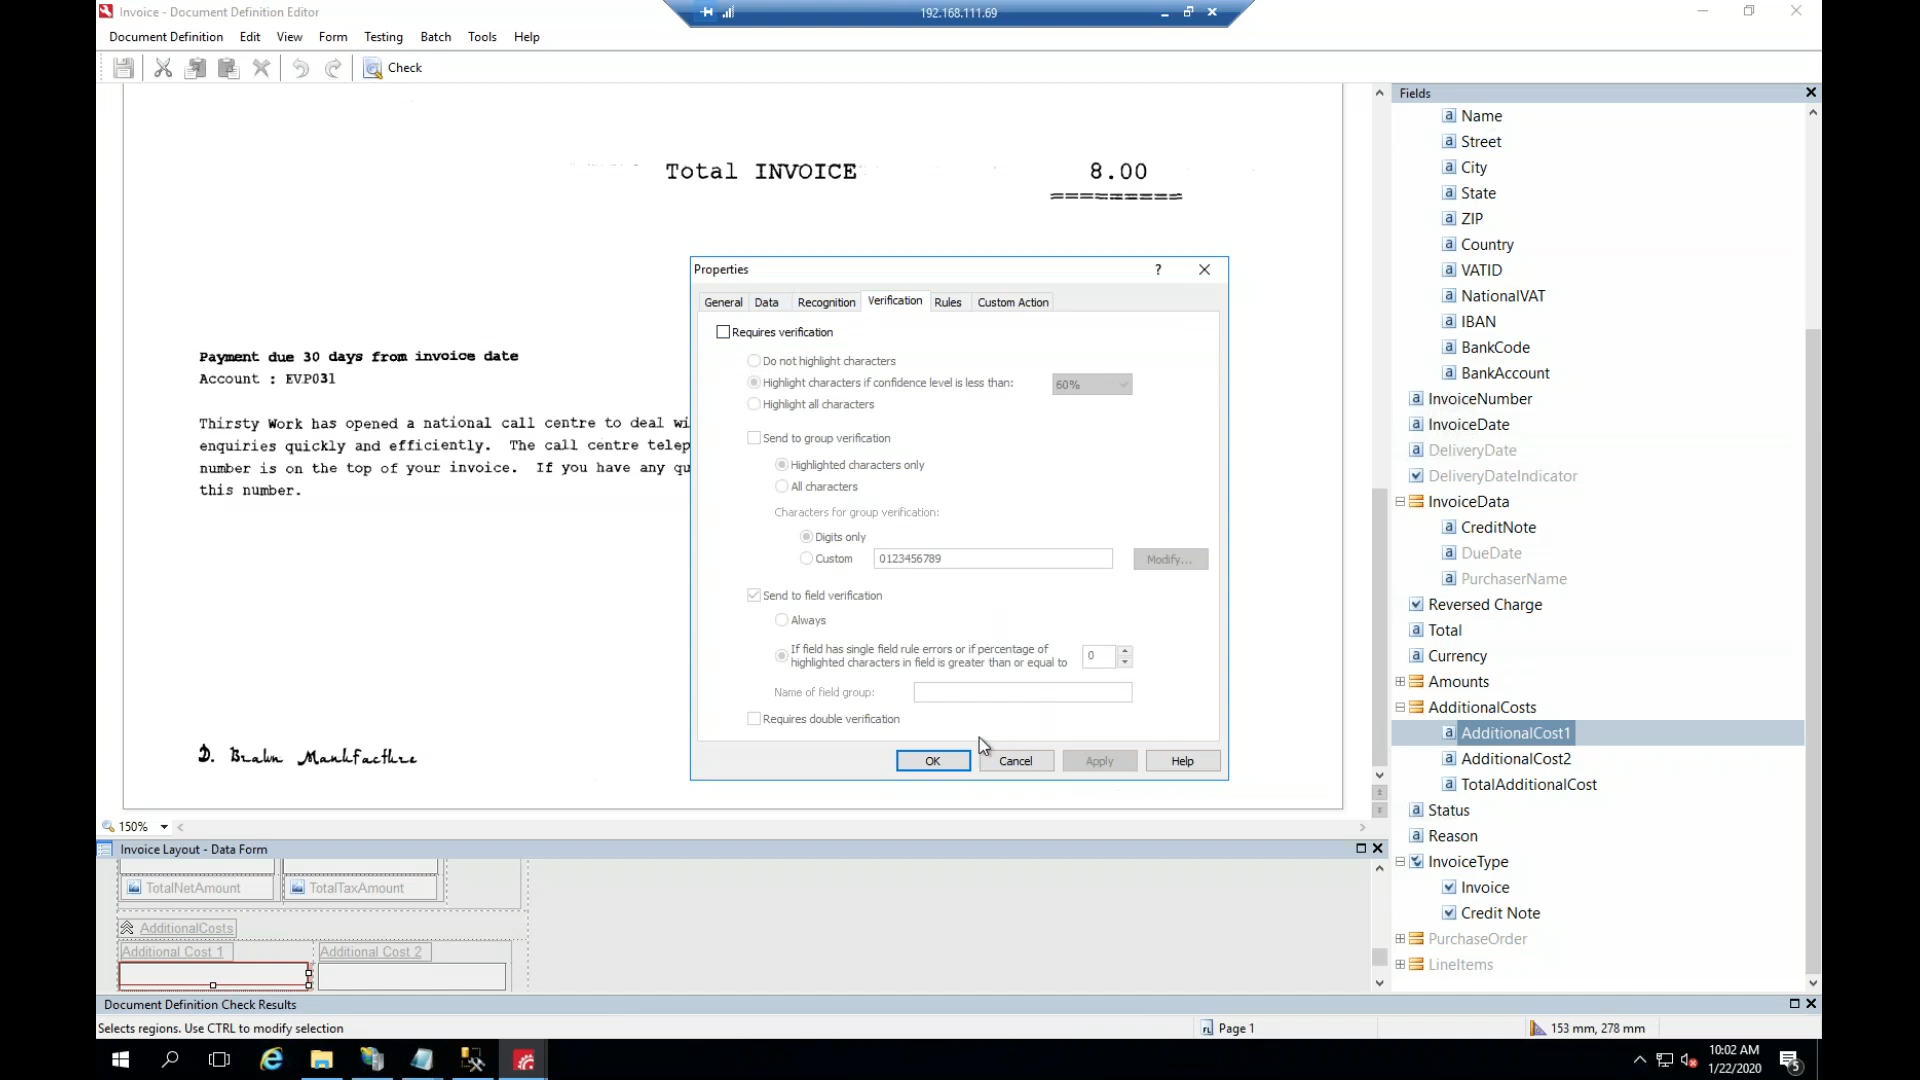 Invoice - Document Definition Editor
192.168.111.69
Document Definition Edit View Form Testing Batch Tools Help
Check
Total INVOICE 8.00
=========
Payment due 30 days from invoice date
Account : EVP031
Thirsty Work has opened a national call centre to deal wi
enquiries quickly and efficiently. The call centre telep
number is on the top of your invoice. If you have any qu
this number.
D. Braun Manufacture
Properties
General Data Recognition Verification Rules Custom Action
Requires verification
Do not highlight characters
Highlight characters if confidence level is less than: 60%
Highlight all characters
Send to group verification
Highlighted characters only
All characters
Characters for group verification:
Digits only
Custom 0123456789 Modify...
Send to field verification
Always
If field has single field rule errors or if percentage of
highlighted characters in field is greater than or equal to 0
Name of field group:
Requires double verification
OK Cancel Apply Help
150%
Invoice Layout - Data Form
TotalNetAmount TotalTaxAmount
AdditionalCosts
Additional Cost 1 Additional Cost 2
Document Definition Check Results
Selects regions. Use CTRL to modify selection
Page 1
153 mm, 278 mm
Fields
Name
Street
City
State
ZIP
Country
VATID
NationalVAT
IBAN
BankCode
BankAccount
InvoiceNumber
InvoiceDate
DeliveryDate
DeliveryDateIndicator
InvoiceData
CreditNote
DueDate
PurchaserName
Reversed Charge
Total
Currency
Amounts
AdditionalCosts
AdditionalCost1
AdditionalCost2
TotalAdditionalCost
Status
Reason
InvoiceType
Invoice
Credit Note
PurchaseOrder
LineItems
10:02 AM
1/22/2020
5